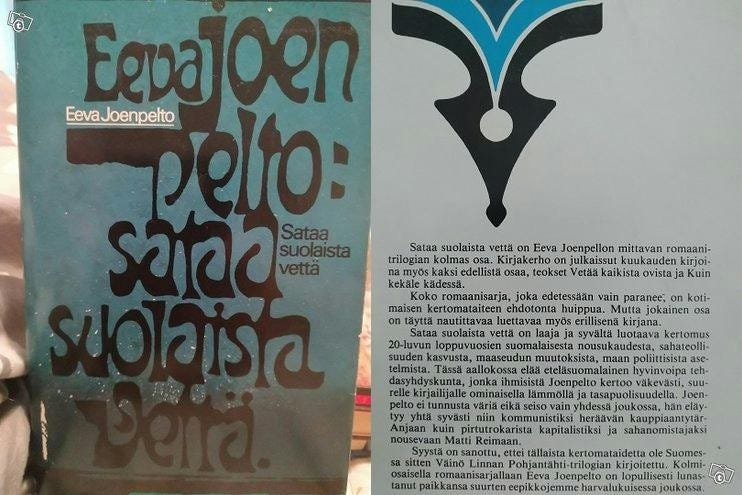 Eeva Joen
Eeva Joenpelto
pelto:
sataa
Sataa
suolaista
vettä
suolaista
vettä.
Sataa suolaista vettä on Eeva Joenpellon mittavan romaani-
trilogian kolmas osa. Kirjakerho on julkaissut kuukauden kirjoi-
na myös kaksi edellistä osaa, teokset Vetää kaikista ovista ja Kuin
kekäle kädessä.
Koko romaanisarja, joka edetessään vain paranee, on koti-
maisen kertomataiteen ehdotonta huippua. Mutta jokainen osa
on täyttä nautittavaa luettavaa myös erillisenä kirjana.
Sataa suolaista vettä on laaja ja syvältä luotaava kertomus
20-luvun loppuvuosien suomalaisesta nousukaudesta, sahateolli-
suuden kasvusta, maaseudun muutoksista, maan poliittisista ase-
telmista. Tässä aallokossa elää eteläsuomalainen hyvinvoipa teh-
dasyhdyskunta, jonka ihmisistä Joenpelto kertoo väkevästi, suu-
relle kirjailijalle ominaisella lämmöllä ja tasapuolisuudella. Joen-
pelto ei tunnusta väriä eikä seiso vain yhdessä joukossa, hän eläy-
tyy yhtä syvästi niin kommunistiksi heräävän kauppiaantytär-
Anjaan kuin pirtutrokarista kapitalistiksi ja sahanomistajaksi
nousevaan Matti Reimaan.
Syystä on sanottu, ettei tällaista kertomataidetta ole Suomes-
sa sitten Väinö Linnan Pohjantähti-trilogian kirjoitettu. Kolmi-
osaisella romaanisarjallaan Eeva Joenpelto on lopullisesti lunas-
tanut paikkansa suurten eepikkojemme harvalukuisessa joukossa.